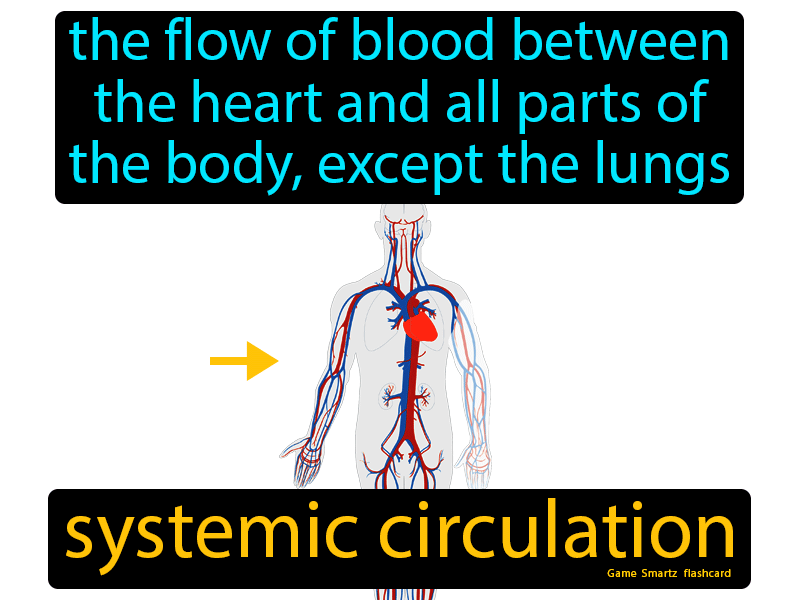 the flow of blood between
the heart and all parts of
the body, except the lungs
systemic circulation
Game Smartz flashcard